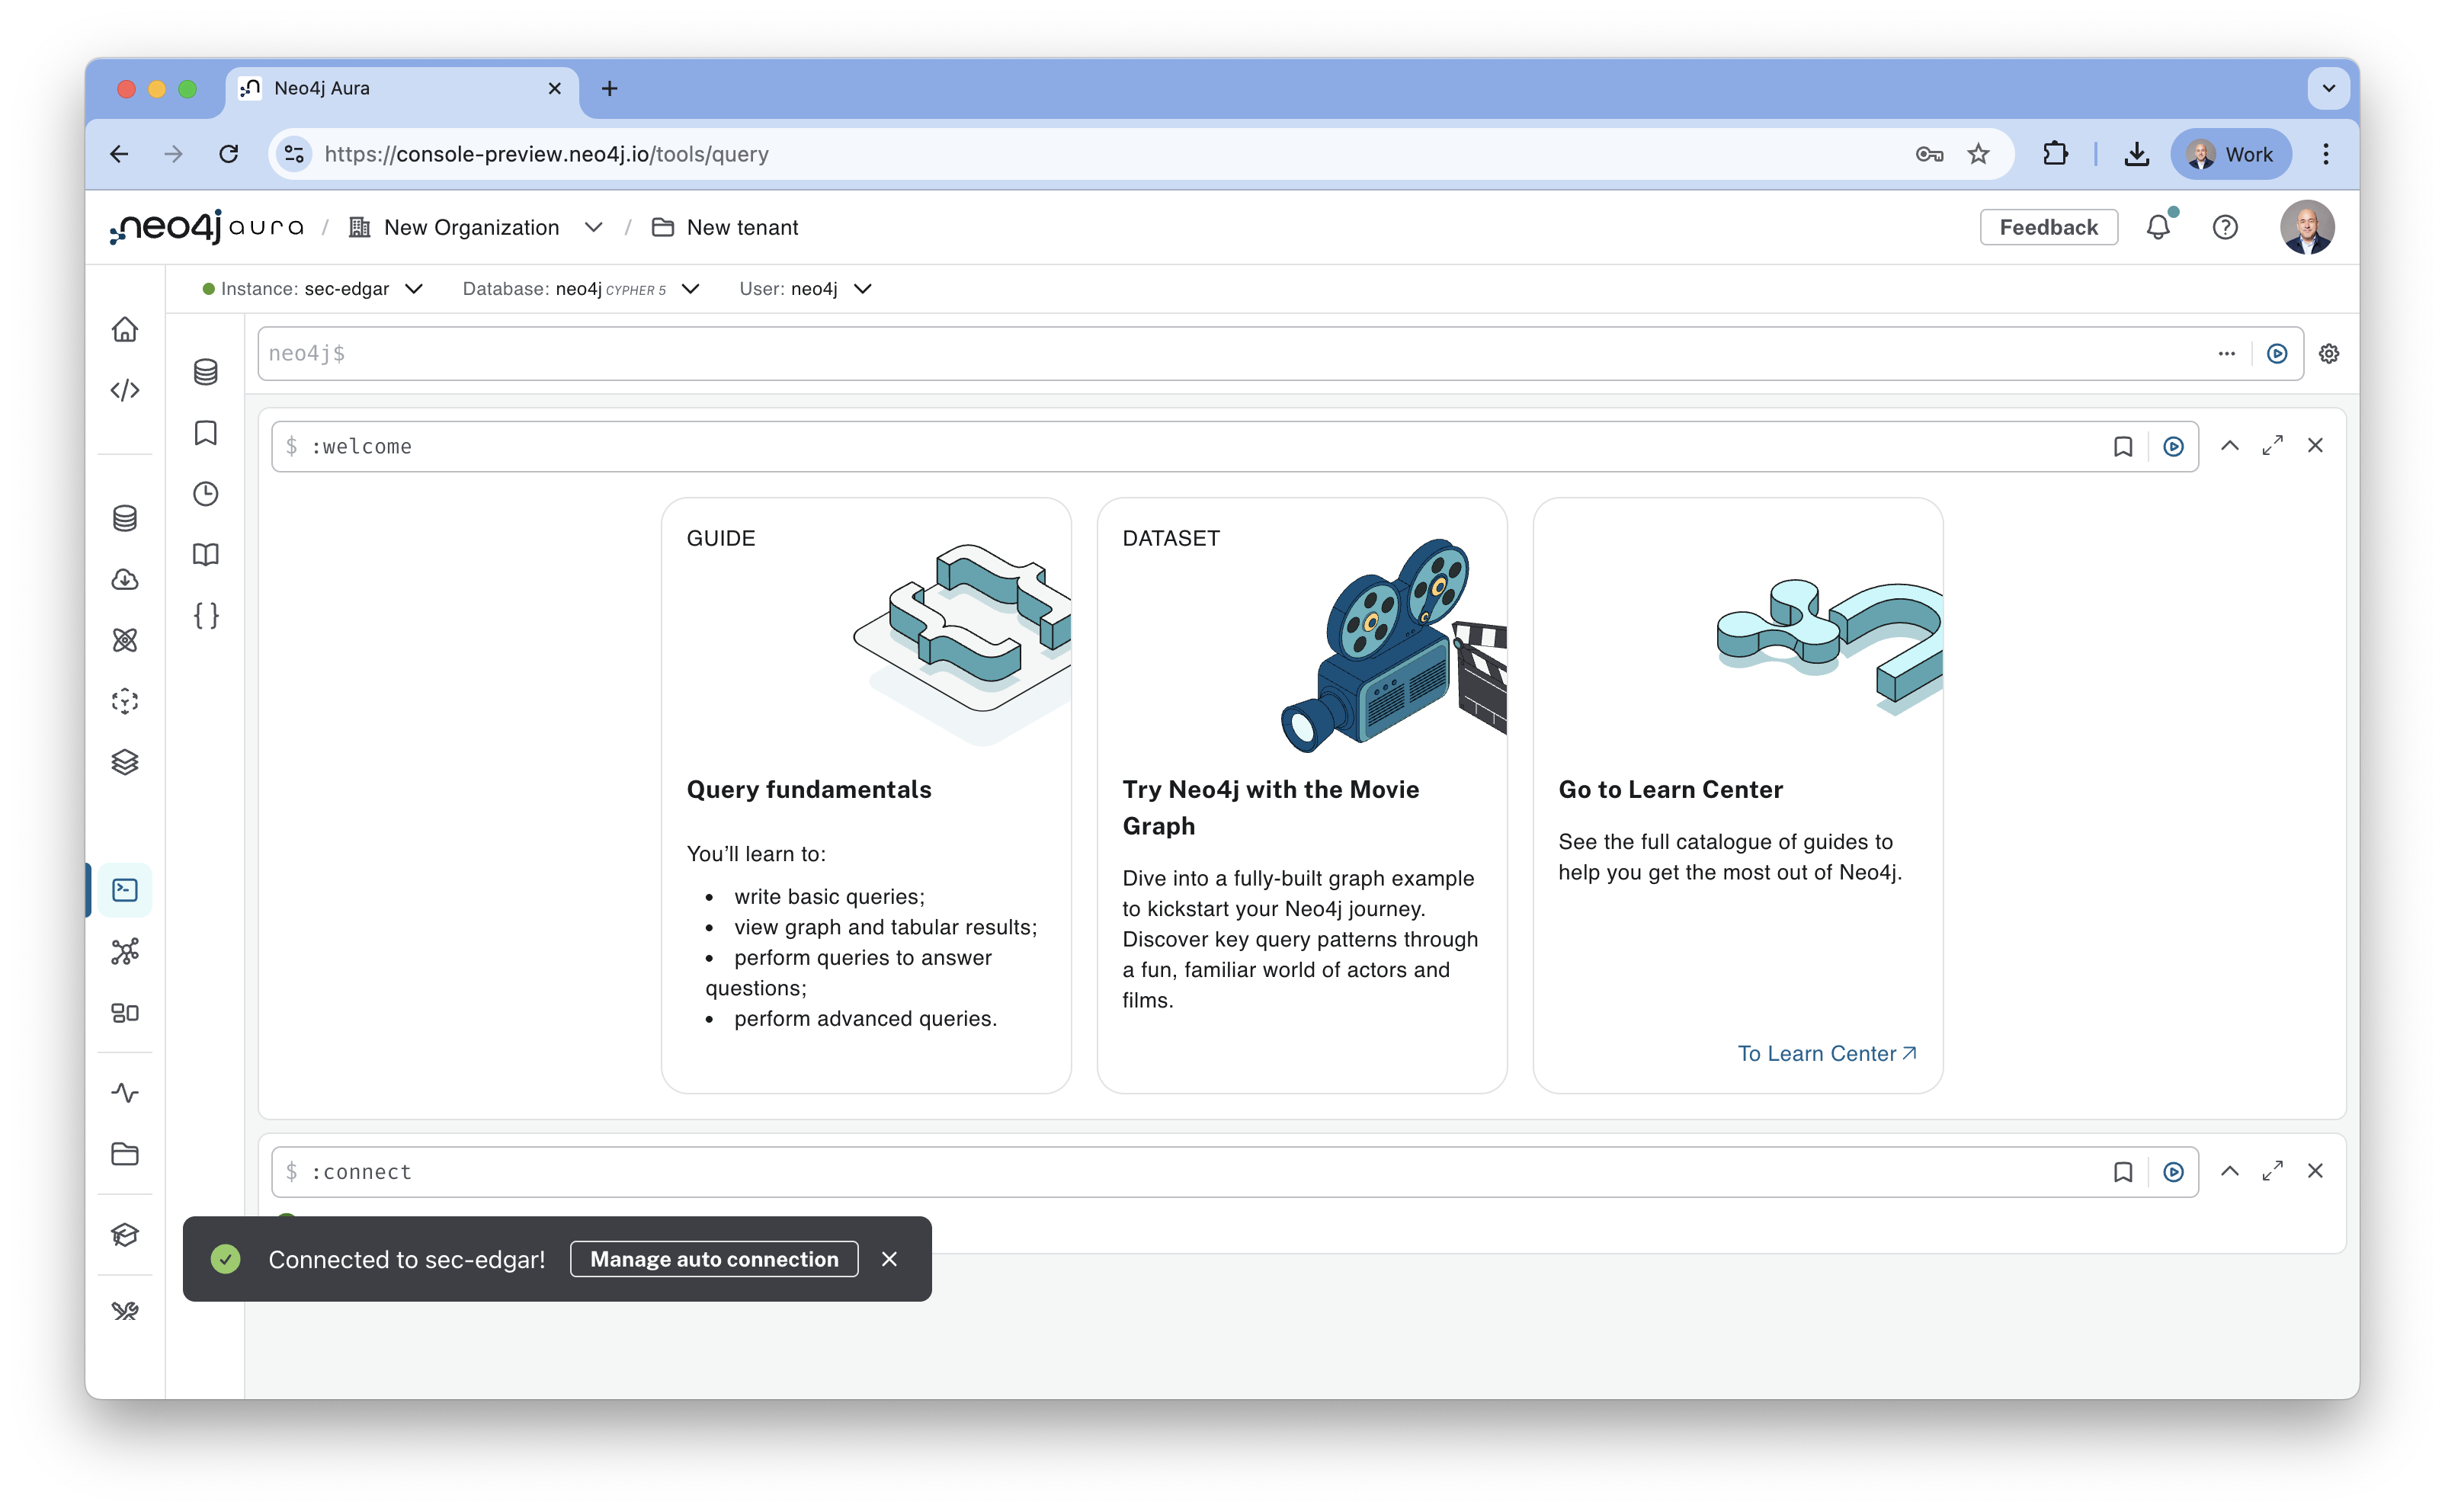 Neo4j Aura
https://console-preview.neo4j.io/tools/query
Work
neo4j aura / New Organization / New tenant
Feedback
Instance: sec-edgar Database: neo4j CYPHER 5 User: neo4j
neo4j$
$ :welcome
GUIDE
Query fundamentals
You’ll learn to:
• write basic queries;
• view graph and tabular results;
• perform queries to answer
questions;
• perform advanced queries.
DATASET
Try Neo4j with the Movie
Graph
Dive into a fully-built graph example
to kickstart your Neo4j journey.
Discover key query patterns through
a fun, familiar world of actors and
films.
Go to Learn Center
See the full catalogue of guides to
help you get the most out of Neo4j.
To Learn Center
$ :connect
Connected to sec-edgar! Manage auto connection